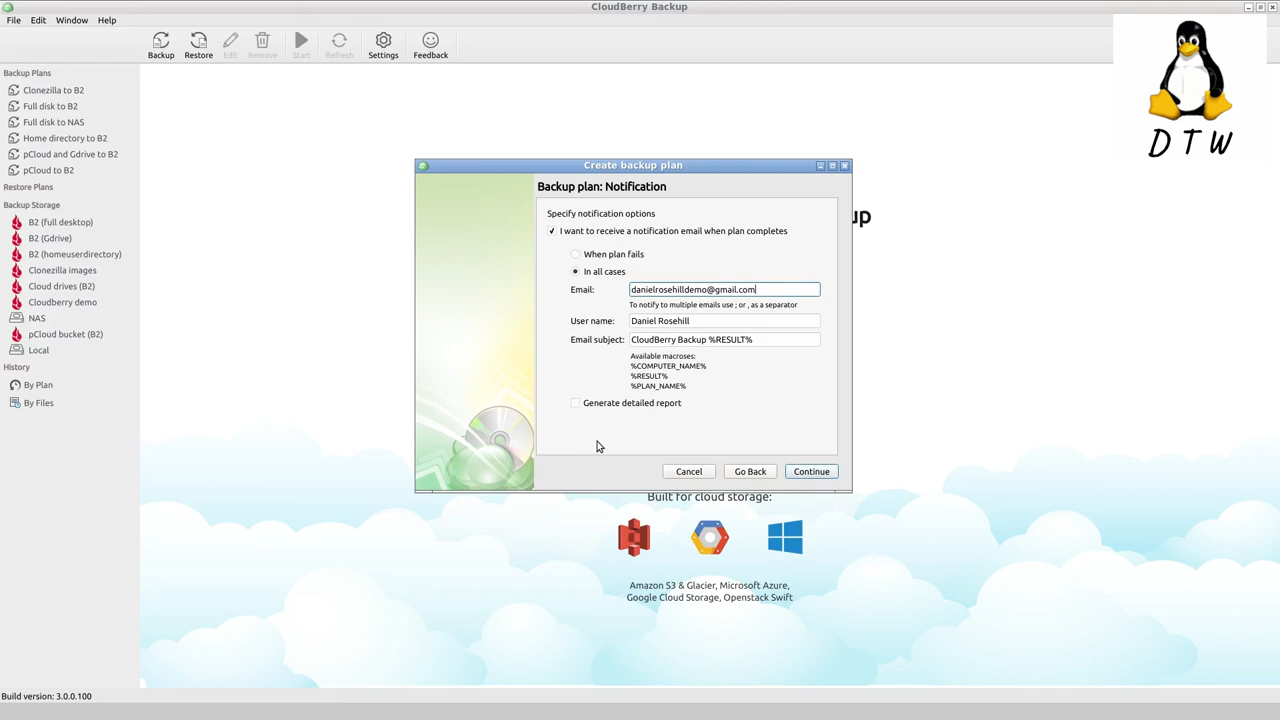 CloudBerry Backup
File Edit Window Help
Backup Restore Edit Remove Start Refresh Settings Feedback
DTW
Backup Plans
Clonezilla to B2
Full disk to B2
Full disk to NAS
Home directory to B2
pCloud and Gdrive to B2
pCloud to B2
Restore Plans
Backup Storage
B2 (full desktop)
B2 (Gdrive)
B2 (homeuserdirectory)
Clonezilla images
Cloud drives (B2)
Cloudberry demo
NAS
pCloud bucket (B2)
Local
History
By Plan
By Files
up
Create backup plan
Backup plan: Notification
Specify notification options
I want to receive a notification email when plan completes
When plan fails
In all cases
Email: danielrosehilldemo@gmail.com
To notify to multiple emails use ; or , as a separator
User name: Daniel Rosehill
Email subject: CloudBerry Backup %RESULT%
Available macroses:
%COMPUTER_NAME%
%RESULT%
%PLAN_NAME%
Generate detailed report
Cancel Go Back Continue
Built for cloud storage:
Amazon S3 & Glacier, Microsoft Azure,
Google Cloud Storage, Openstack Swift
Build version: 3.0.0.100